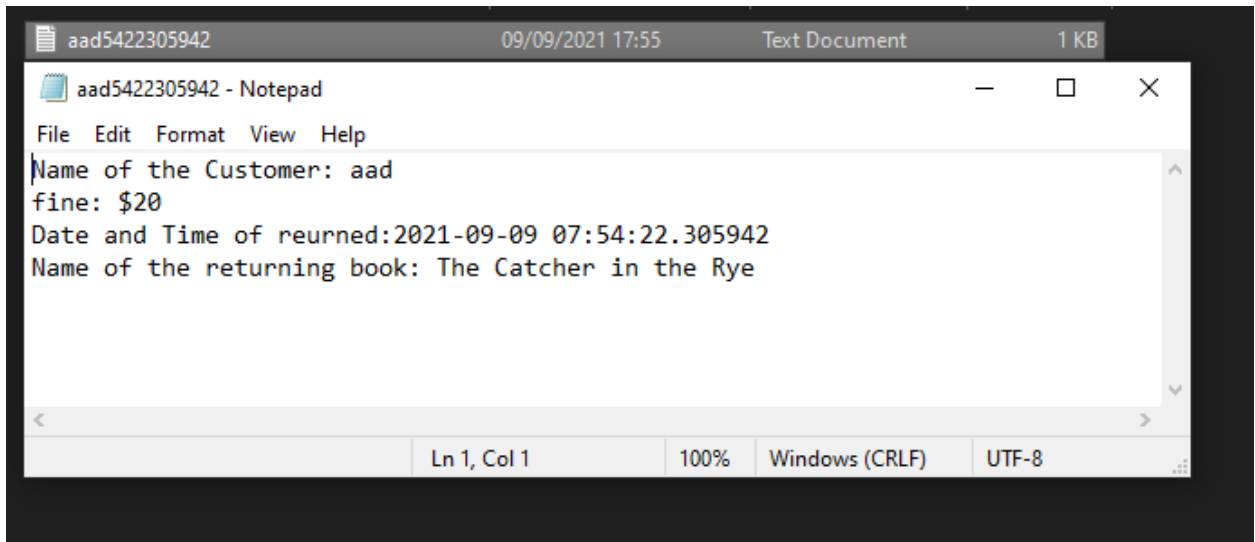 aad5422305942 09/09/2021 17:55 Text Document 1 KB
aad5422305942 - Notepad
File Edit Format View Help
Name of the Customer: aad
fine: $20
Date and Time of reurned:2021-09-09 07:54:22.305942
Name of the returning book: The Catcher in the Rye
Ln 1, Col 1 100% Windows (CRLF) UTF-8